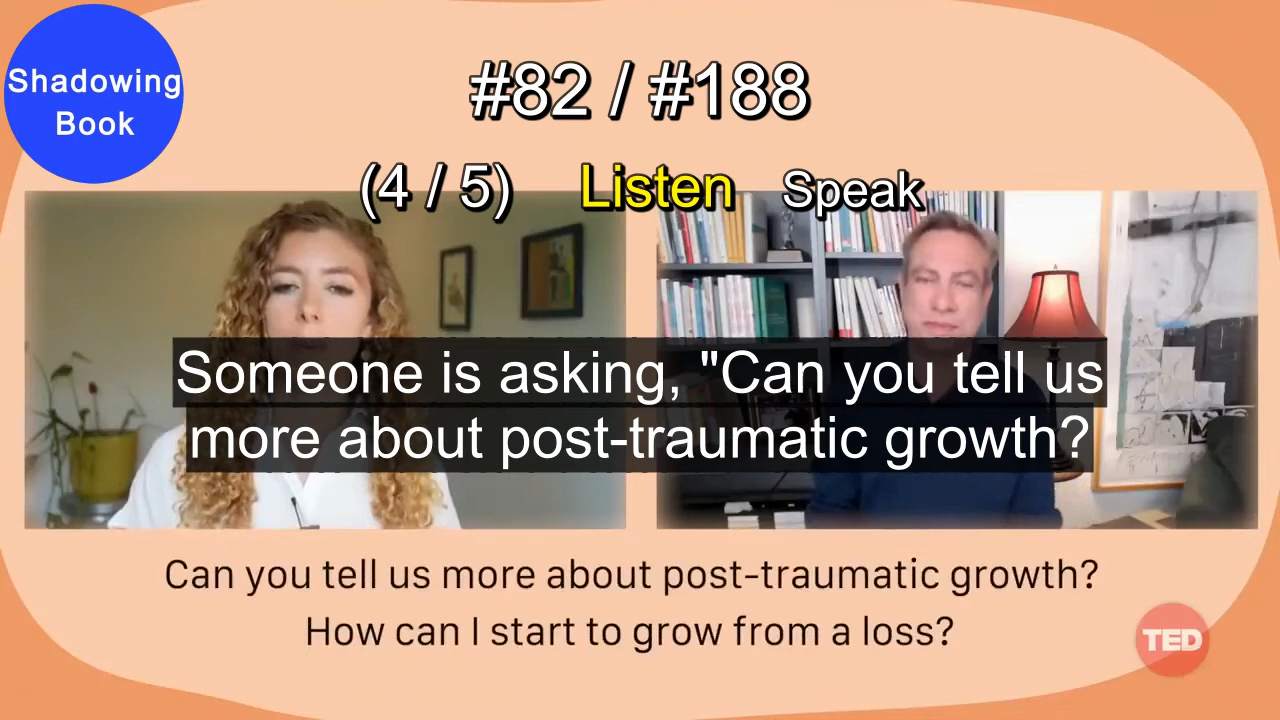 Shadowing
Book
#82 / #188
(4 / 5) Listen Speak
Someone is asking, "Can you tell us
more about post-traumatic growth?
Can you tell us more about post-traumatic growth?
How can I start to grow from a loss?
TED